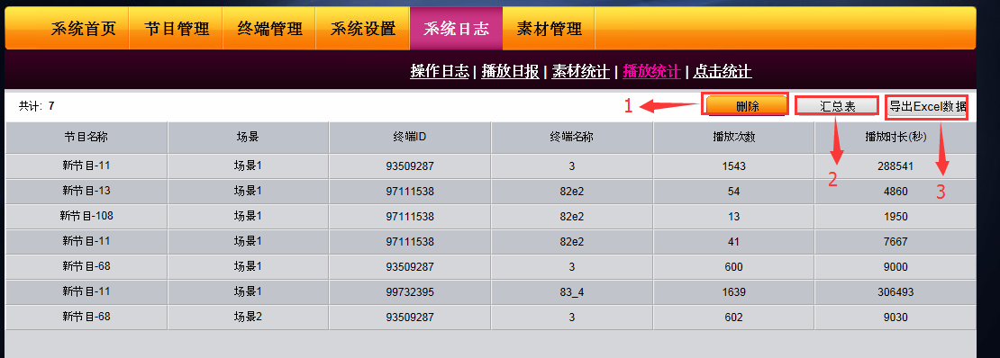 系统首页 节目管理 终端管理 系统设置 系统日志 素材管理
操作日志 | 播放日报 | 素材统计 | 播放统计 | 点击统计
共计: 7 1 删除 汇总表 导出Excel数据
节目名称 场景 终端ID 终端名称 播放次数 播放时长(秒)
新节目-11 场景1 93509287 3 1543 288541
2 3
新节目-13 场景1 97111538 82e2 54 4860
新节目-108 场景1 97111538 82e2 13 1950
新节目-11 场景1 97111538 82e2 41 7667
新节目-68 场景1 93509287 3 600 9000
新节目-11 场景1 99732395 83_4 1639 306493
新节目-68 场景2 93509287 3 602 9030